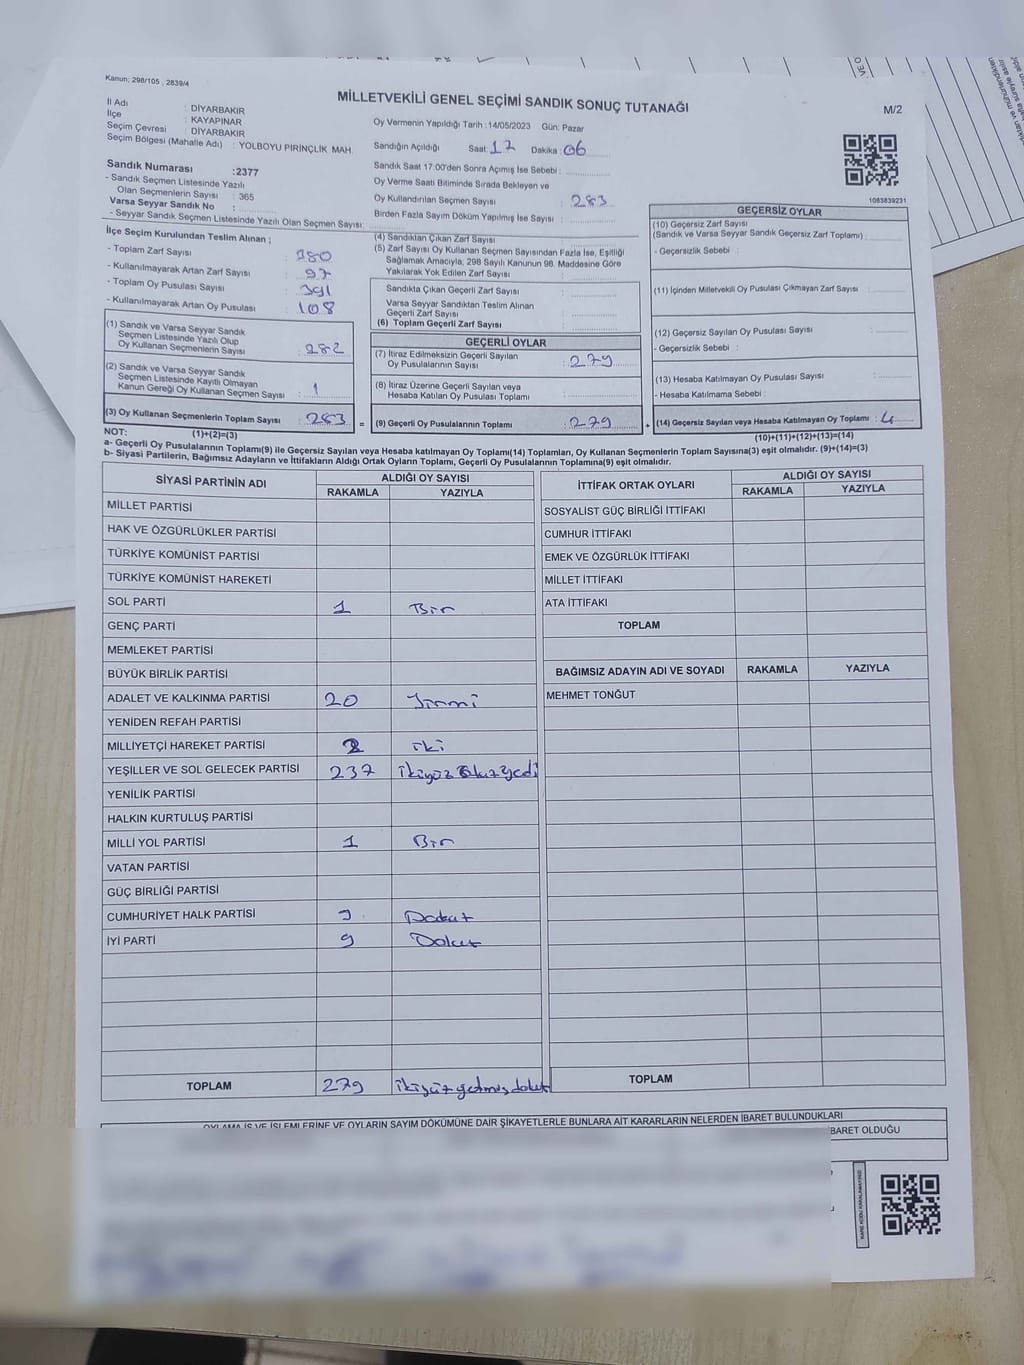 Kanun; 298/105 , 2839/4
MİLLETVEKİLİ GENEL SEÇİMİ SANDIK SONUÇ TUTANAĞI
M/2
İl Adı : DİYARBAKIR
İlçe : KAYAPINAR
Seçim Çevresi : DİYARBAKIR
Seçim Bölgesi (Mahalle Adı) : YOLBOYU PİRİNÇLİK MAH.
Oy Vermenin Yapıldığı Tarih : 14/05/2023 Gün: Pazar
Sandığın Açıldığı Saat: 17 Dakika : 06
Sandık Saat 17:00'den Sonra Açımış İse Sebebi :
Oy Verme Saati Bitiminde Sırada Bekleyen ve
Oy Kullandırılan Seçmen Sayısı : 283
Birden Fazla Sayım Döküm Yapılmış İse Sayısı :
1083839231
Sandık Numarası :2377
- Sandık Seçmen Listesinde Yazılı
Olan Seçmenlerin Sayısı : 365
Varsa Seyyar Sandık No :
- Seyyar Sandık Seçmen Listesinde Yazılı Olan Seçmen Sayısı:
İlçe Seçim Kurulundan Teslim Alınan ;
- Toplam Zarf Sayısı : 380
- Kullanılmayarak Artan Zarf Sayısı : 97
- Toplam Oy Pusulası Sayısı : 391
- Kullanılmayarak Artan Oy Pusulası : 108
(1) Sandık ve Varsa Seyyar Sandık
Seçmen Listesinde Yazılı Olup
Oy Kullanan Seçmenlerin Sayısı : 282
(2) Sandık ve Varsa Seyyar Sandık
Seçmen Listesinde Kayıtlı Olmayan
Kanun Gereği Oy Kullanan Seçmen Sayısı : 1
(3) Oy Kullanan Seçmenlerin Toplam Sayısı : 283
(4) Sandıktan Çıkan Zarf Sayısı :
(5) Zarf Sayısı Oy Kullanan Seçmen Sayısından Fazla İse, Eşitliği
Sağlamak Amacıyla, 298 Sayılı Kanunun 98. Maddesine Göre
Yakılarak Yok Edilen Zarf Sayısı :
Sandıkta Çıkan Geçerli Zarf Sayısı :
Varsa Seyyar Sandıktan Teslim Alınan
Geçerli Zarf Sayısı :
(6) Toplam Geçerli Zarf Sayısı :
GEÇERLİ OYLAR
(7) İtiraz Edilmeksizin Geçerli Sayılan
Oy Pusulalarının Sayısı : 279
(8) İtiraz Üzerine Geçerli Sayılan veya
Hesaba Katılan Oy Pusulası Toplamı :
= (9) Geçerli Oy Pusulalarının Toplamı : 279
GEÇERSİZ OYLAR
(10) Geçersiz Zarf Sayısı
(Sandık ve Varsa Seyyar Sandık Geçersiz Zarf Toplamı) :
- Geçersizlik Sebebi :
(11) İçinden Milletvekili Oy Pusulası Çıkmayan Zarf Sayısı :
(12) Geçersiz Sayılan Oy Pusulası Sayısı :
- Geçersizlik Sebebi :
(13) Hesaba Katılmayan Oy Pusulası Sayısı :
- Hesaba Katılmama Sebebi :
+ (14) Geçersiz Sayılan veya Hesaba Katılmayan Oy Toplamı : 4
NOT: (1)+(2)=(3) (10)+(11)+(12)+(13)=(14)
a- Geçerli Oy Pusulalarının Toplamı(9) ile Geçersiz Sayılan veya Hesaba katılmayan Oy Toplamı(14) Toplamları, Oy Kullanan Seçmenlerin Toplam Sayısına(3) eşit olmalıdır. (9)+(14)=(3)
b- Siyasi Partilerin, Bağımsız Adayların ve İttifakların Aldığı Ortak Oyların Toplamı, Geçerli Oy Pusulalarının Toplamına(9) eşit olmalıdır.
SİYASİ PARTİNİN ADI ALDIĞI OY SAYISI
RAKAMLA YAZIYLA
MİLLET PARTİSİ
HAK VE ÖZGÜRLÜKLER PARTİSİ
TÜRKİYE KOMÜNİST PARTİSİ
TÜRKİYE KOMÜNİST HAREKETİ
SOL PARTİ 1 Bir
GENÇ PARTİ
MEMLEKET PARTİSİ
BÜYÜK BİRLİK PARTİSİ
ADALET VE KALKINMA PARTİSİ 20 Yirmi
YENİDEN REFAH PARTİSİ
MİLLİYETÇİ HAREKET PARTİSİ 2 iki
YEŞİLLER VE SOL GELECEK PARTİSİ 237 ikiyüz otuzyedi
YENİLİK PARTİSİ
HALKIN KURTULUŞ PARTİSİ
MİLLİ YOL PARTİSİ 1 Bir
VATAN PARTİSİ
GÜÇ BİRLİĞİ PARTİSİ
CUMHURİYET HALK PARTİSİ 9 Dokuz
İYİ PARTİ 9 Dokuz
TOPLAM 279 ikiyüzyetmişdokuz
İTTİFAK ORTAK OYLARI ALDIĞI OY SAYISI
RAKAMLA YAZIYLA
SOSYALİST GÜÇ BİRLİĞİ İTTİFAKI
CUMHUR İTTİFAKI
EMEK VE ÖZGÜRLÜK İTTİFAKI
MİLLET İTTİFAKI
ATA İTTİFAKI
TOPLAM
BAĞIMSIZ ADAYIN ADI VE SOYADI RAKAMLA YAZIYLA
MEHMET TONĞUT
TOPLAM
OYLAMA İŞ VE İŞLEMLERİNE VE OYLARIN SAYIM DÖKÜMÜNE DAİR ŞİKAYETLERLE BUNLARA AİT KARARLARIN NELERDEN İBARET BULUNDUKLARI
İBARET OLDUĞU